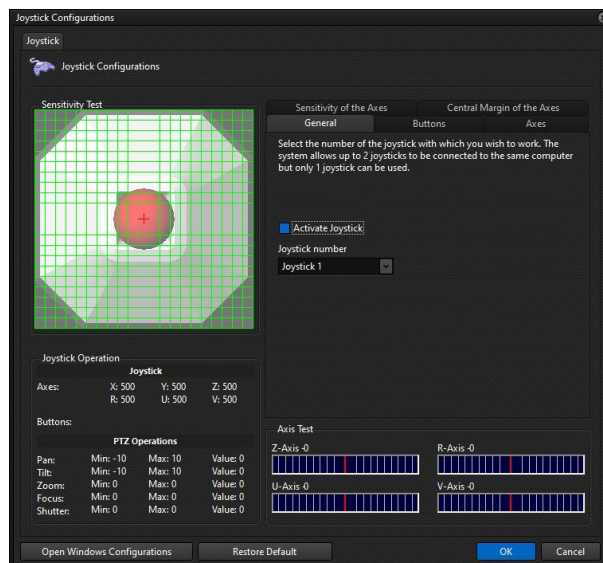 Joystick Configurations
Joystick
Joystick Configurations
Sensitivity Test
Sensitivity of the Axes Central Margin of the Axes
General Buttons Axes
Select the number of the joystick with which you wish to work. The
system allows up to 2 joysticks to be connected to the same computer
but only 1 joystick can be used.
Activate Joystick
Joystick number
Joystick 1
Joystick Operation
Joystick
Axes: X: 500 Y: 500 Z: 500
R: 500 U: 500 V: 500
Buttons:
PTZ Operations
Pan: Min: -10 Max: 10 Value: 0
Tilt: Min: -10 Max: 10 Value: 0
Zoom: Min: 0 Max: 0 Value: 0
Focus: Min: 0 Max: 0 Value: 0
Shutter: Min: 0 Max: 0 Value: 0
Axis Test
Z-Axis -0 R-Axis -0
U-Axis -0 V-Axis -0
Open Windows Configurations Restore Default OK Cancel